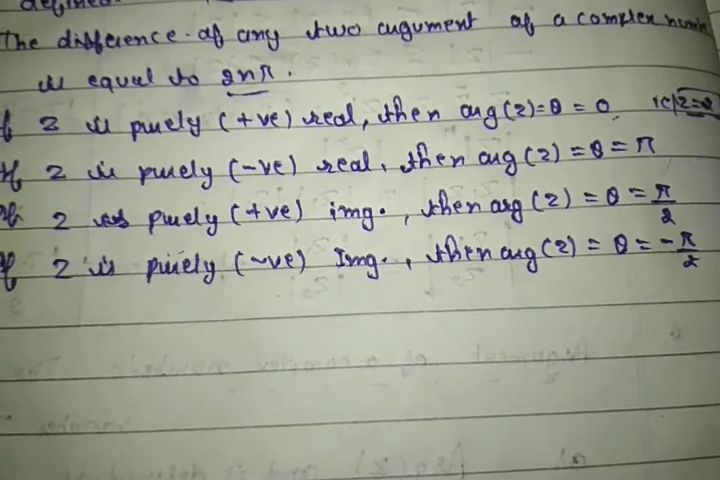 defined.
The difference of any two augument of a complex
is equal to 2nπ.
If z is purely (+ve) real, then arg(z)=θ = 0
If z is purely (-ve) real, then arg(z) = θ = π
If z is purely (+ve) img., then arg(z) = θ = π/2
If z is purely (-ve) Img., then arg(z) = θ = -π/2